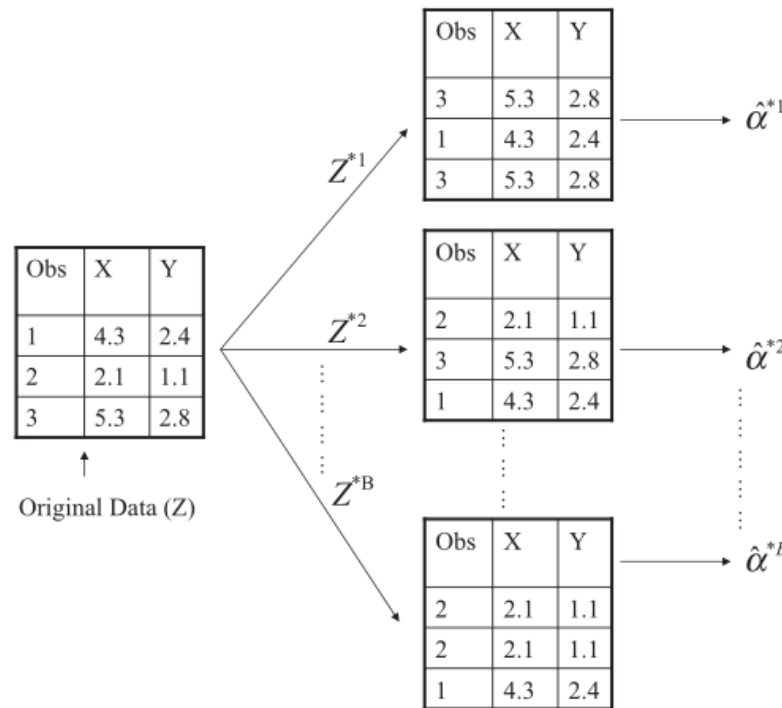 Obs X Y
3 5.3 2.8
1 4.3 2.4
3 5.3 2.8
α̂*1
Z*1
Obs X Y
1 4.3 2.4
2 2.1 1.1
3 5.3 2.8
Original Data (Z)
Z*2
Obs X Y
2 2.1 1.1
3 5.3 2.8
1 4.3 2.4
α̂*2
Z*B
Obs X Y
2 2.1 1.1
2 2.1 1.1
1 4.3 2.4
α̂*B